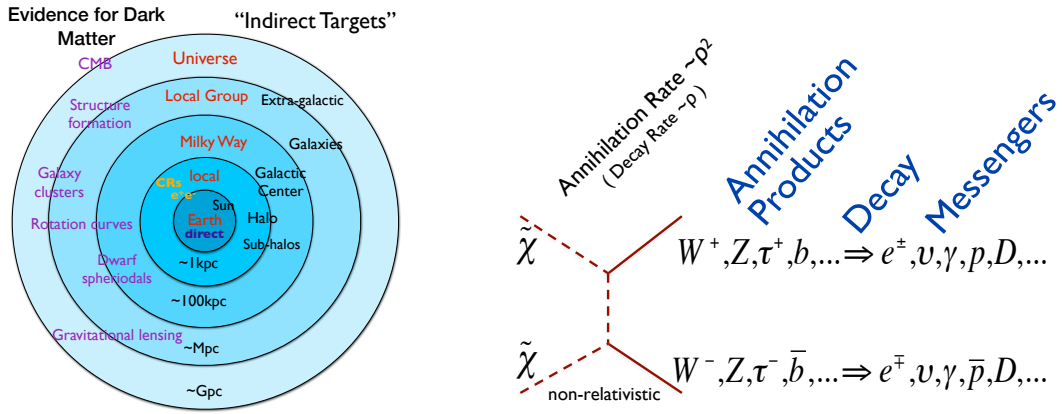 Evidence for Dark
Matter
“Indirect Targets”
CMB
Universe
Structure
formation
Local Group
Extra-galactic
Milky Way
Galaxies
Galaxy
clusters
local
Galactic
Center
CRs
e⁺e⁻
Sun
Rotation curves
Earth
Halo
direct
Sub-halos
Dwarf
spheriodals
~1kpc
~100kpc
Gravitational lensing
~Mpc
~Gpc
Annihilation Rate ~ρ²
( Decay Rate ~ρ )
Annihilation
Products
Decay
Messengers
χ̃
W⁺,Z,τ⁺,b,...⇒e±,υ,γ,p,D,...
χ̃
non-relativistic
W⁻,Z,τ⁻,b̅,...⇒e∓,υ,γ,p̅,D,...